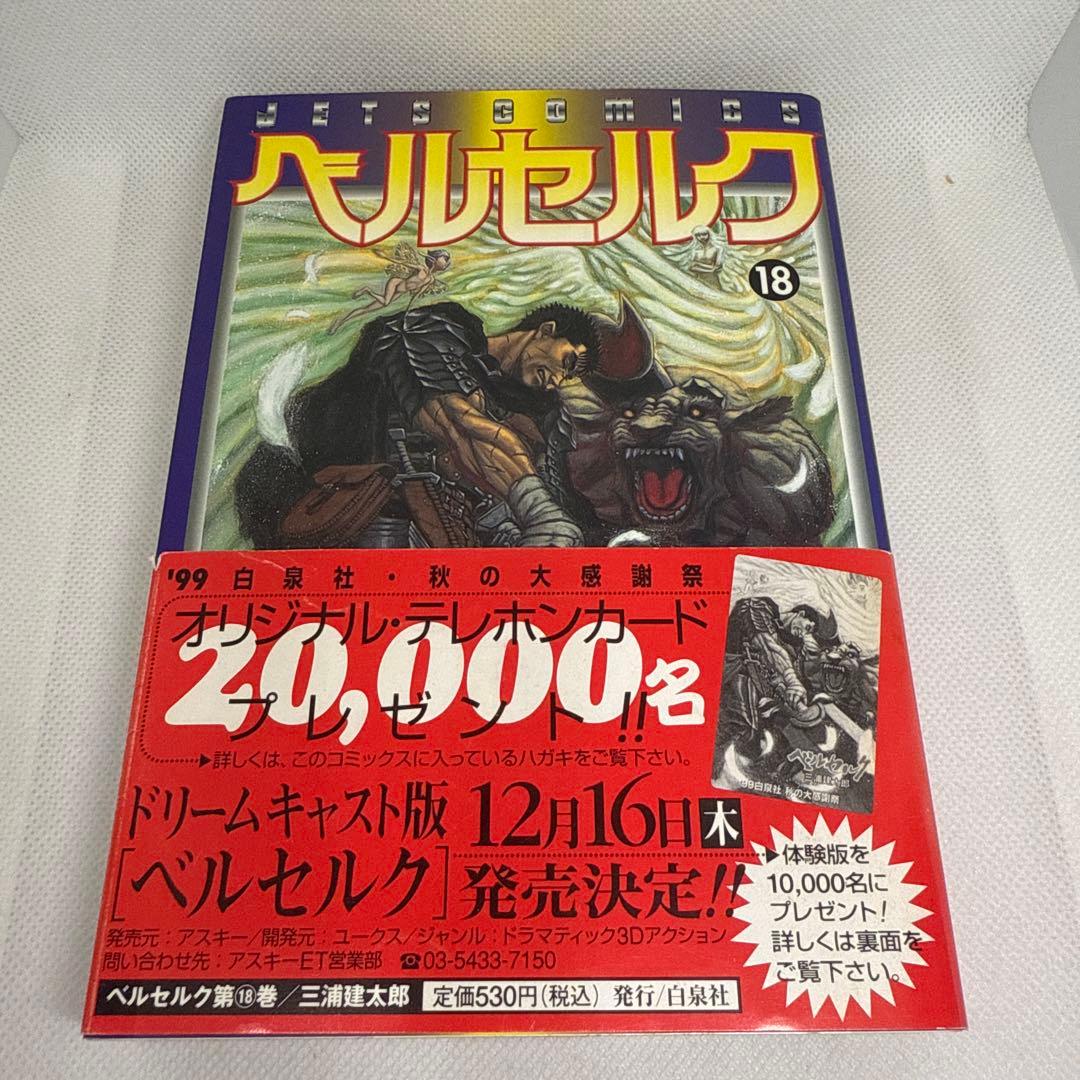 JETS COMICS
ベルセルク
18
'99 白泉社・秋の大感謝祭
オリジナル・テレホンカード
20,000名
プレゼント!!
▶詳しくは、このコミックスに入っているハガキをご覧下さい。
ベルセルク
三浦建太郎
'99白泉社 秋の大感謝祭
ドリームキャスト版
[ベルセルク]
12月16日木
発売決定!!
▶体験版を
10,000名に
プレゼント!
詳しくは裏面を
ご覧下さい。
発売元:アスキー/開発元:ユークス/ジャンル:ドラマティック3Dアクション
問い合わせ先:アスキーET営業部 ☎03-5433-7150
ベルセルク第⑱巻/三浦建太郎 定価530円(税込) 発行/白泉社